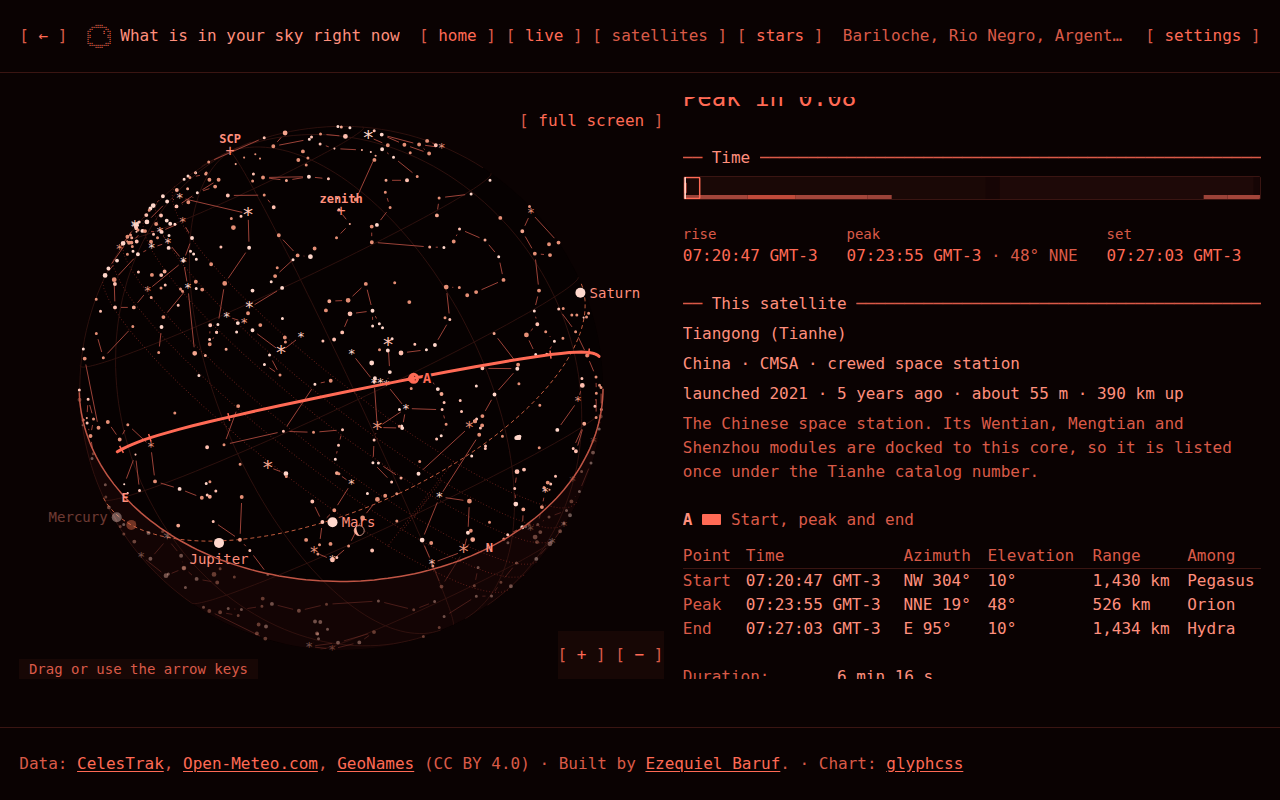 [ ← ] What is in your sky right now [ home ] [ live ] [ satellites ] [ stars ] Bariloche, Rio Negro, Argent… [ settings ]
[ full screen ]
SCP
zenith
Saturn
A
E
Mercury
Mars
Jupiter
N
[ + ] [ − ]
Drag or use the arrow keys
Peak in 0:08
Time
rise peak set
07:20:47 GMT-3 07:23:55 GMT-3 · 48° NNE 07:27:03 GMT-3
This satellite
Tiangong (Tianhe)
China · CMSA · crewed space station
launched 2021 · 5 years ago · about 55 m · 390 km up
The Chinese space station. Its Wentian, Mengtian and
Shenzhou modules are docked to this core, so it is listed
once under the Tianhe catalog number.
A Start, peak and end
Point Time Azimuth Elevation Range Among
Start 07:20:47 GMT-3 NW 304° 10° 1,430 km Pegasus
Peak 07:23:55 GMT-3 NNE 19° 48° 526 km Orion
End 07:27:03 GMT-3 E 95° 10° 1,434 km Hydra
Duration: 6 min 16 s
Data: CelesTrak, Open-Meteo.com, GeoNames (CC BY 4.0) · Built by Ezequiel Baruf. · Chart: glyphcss